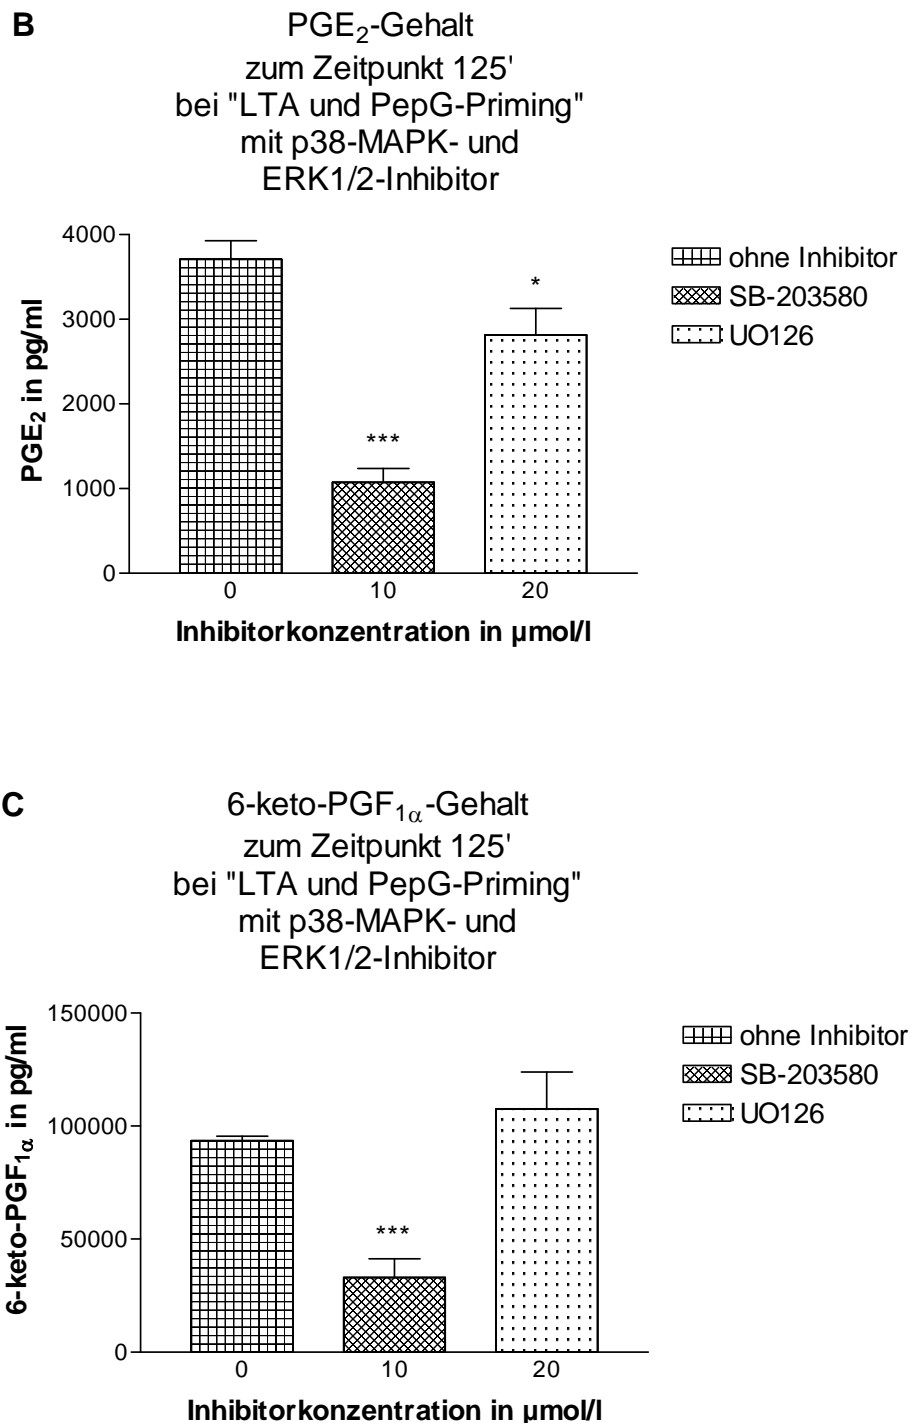 B
PGE₂-Gehalt
zum Zeitpunkt 125'
bei "LTA und PepG-Priming"
mit p38-MAPK- und
ERK1/2-Inhibitor
4000
3000
2000
1000
0
PGE₂ in pg/ml
***
*
0 10 20
Inhibitorkonzentration in µmol/l
ohne Inhibitor
SB-203580
UO126
C
6-keto-PGF₁α-Gehalt
zum Zeitpunkt 125'
bei "LTA und PepG-Priming"
mit p38-MAPK- und
ERK1/2-Inhibitor
150000
100000
50000
0
6-keto-PGF₁α in pg/ml
***
0 10 20
Inhibitorkonzentration in µmol/l
ohne Inhibitor
SB-203580
UO126